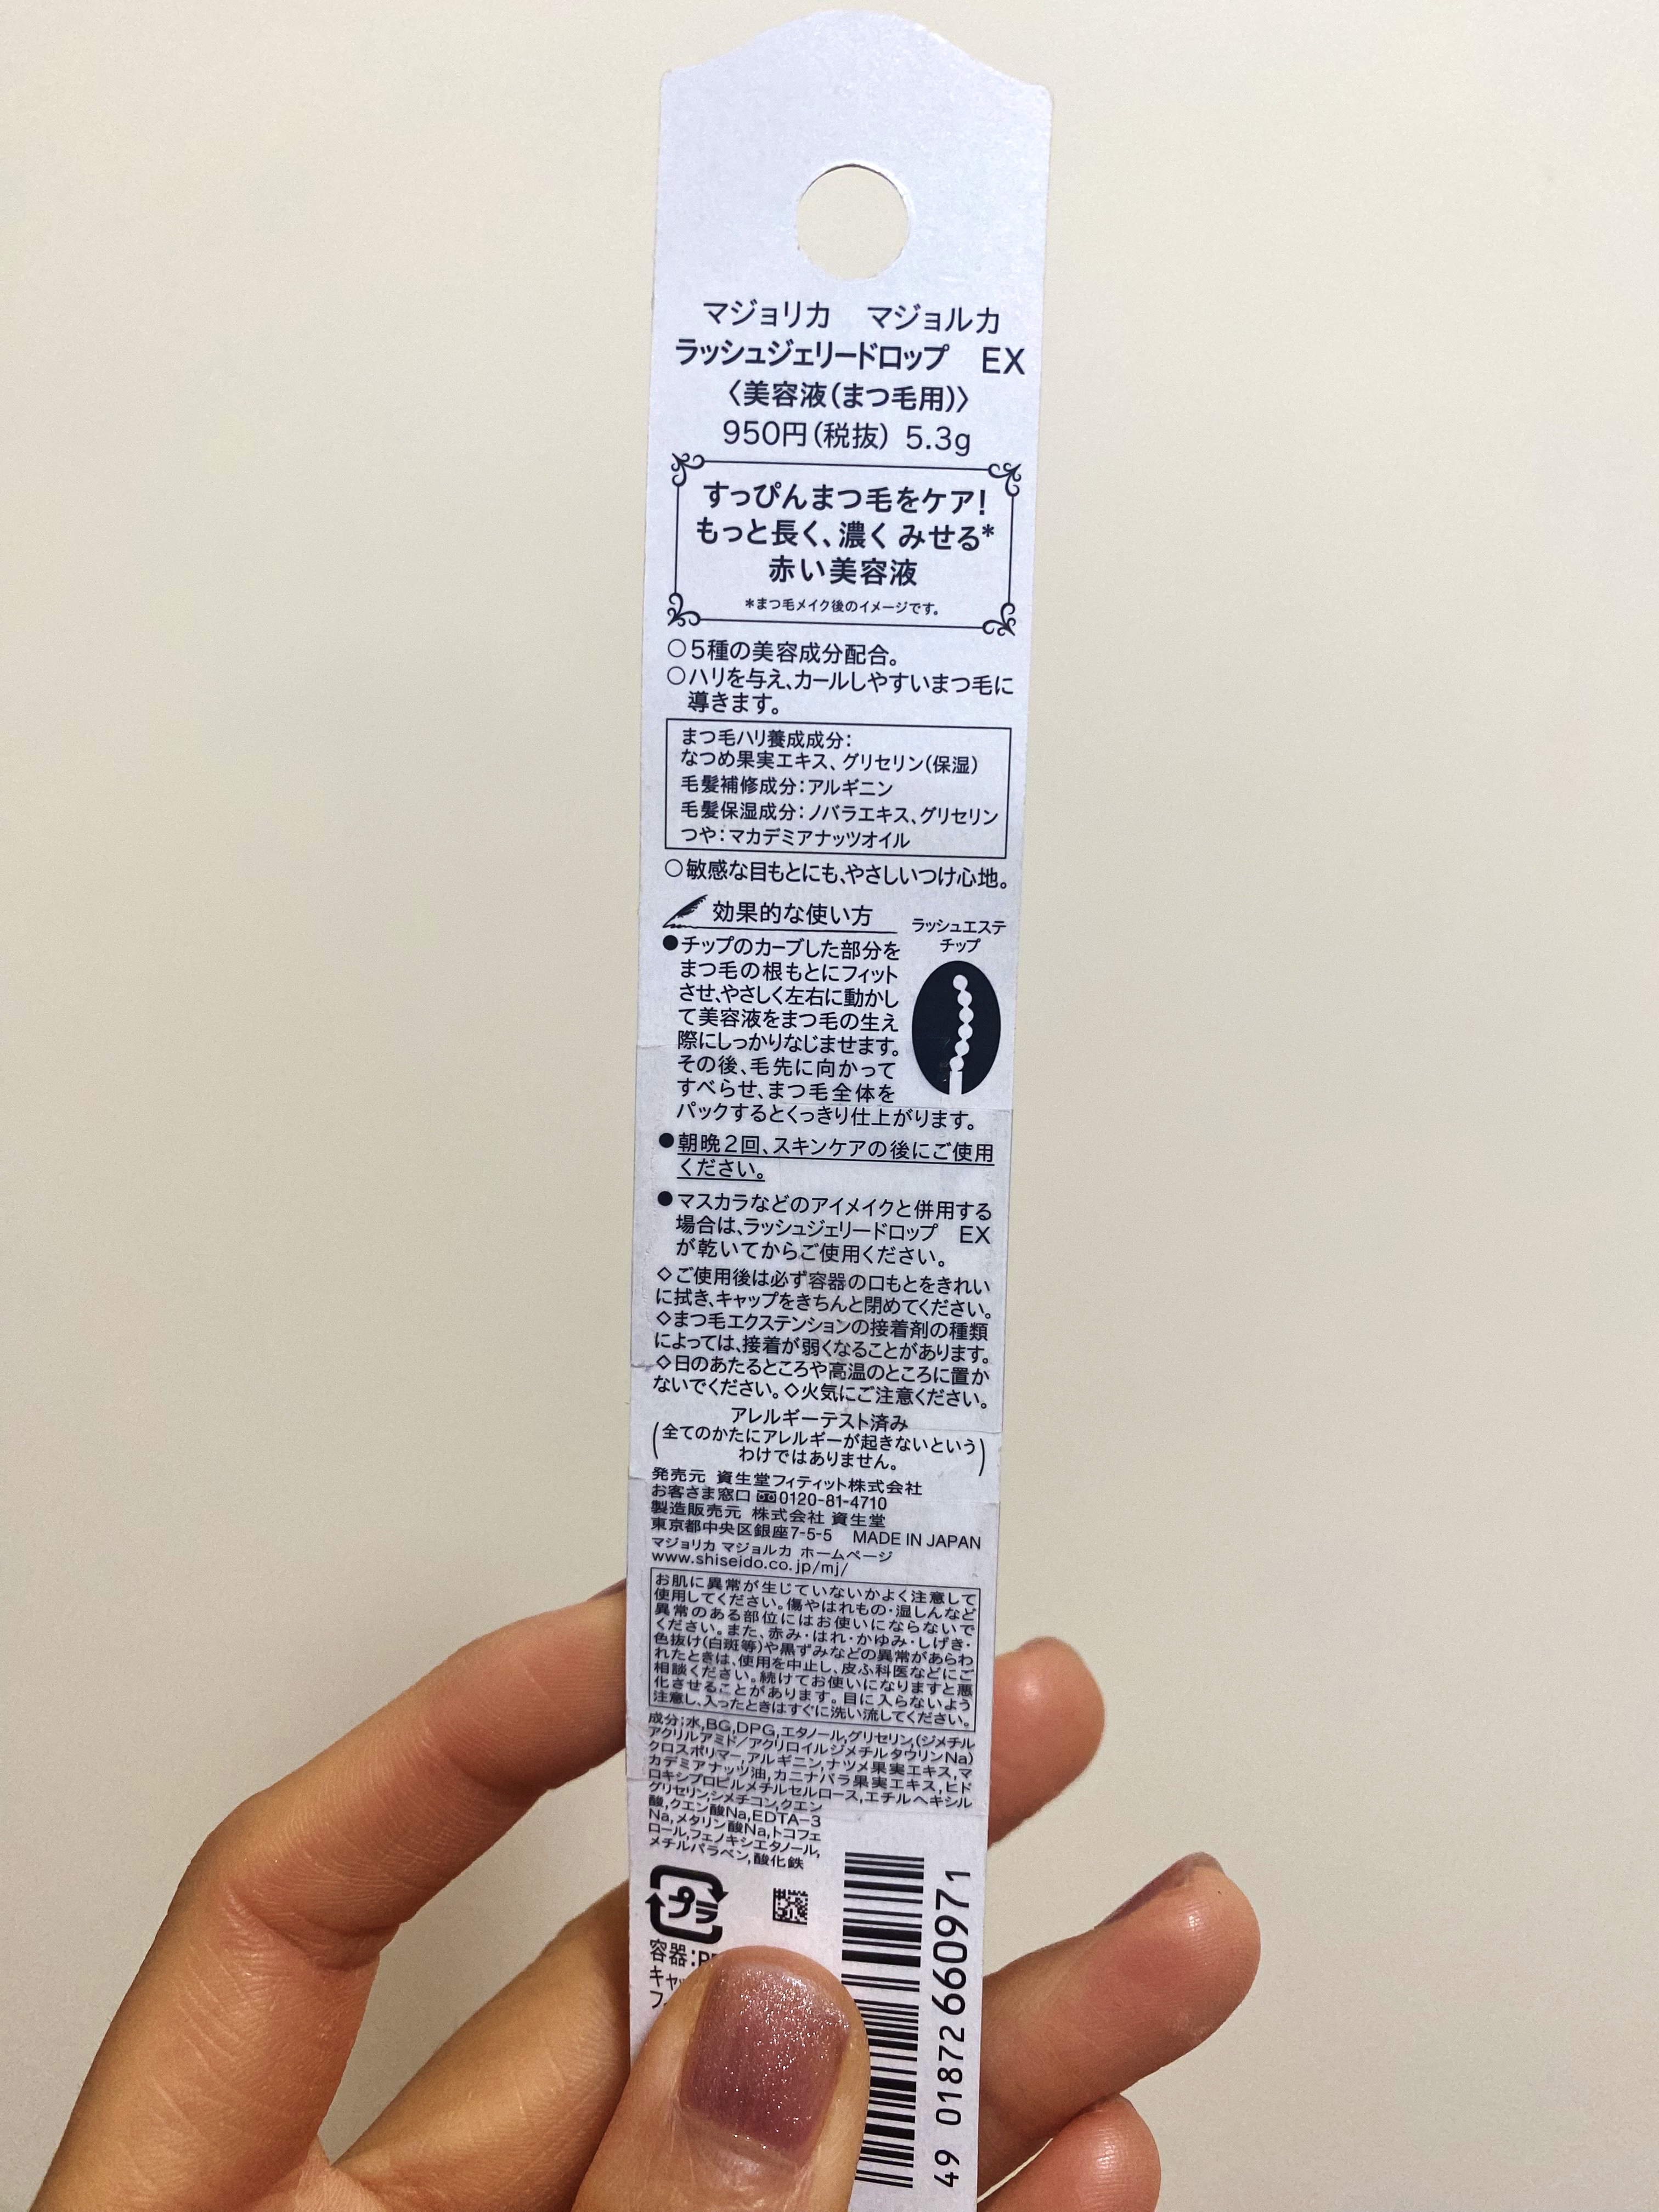 マジョリカ　マジョルカ
ラッシュジェリードロップ　EX
〈美容液(まつ毛用)〉
950円(税抜) 5.3g
すっぴんまつ毛をケア!
もっと長く、濃く みせる*
赤い美容液
*まつ毛メイク後のイメージです。
○5種の美容成分配合。
○ハリを与え、カールしやすいまつ毛に
導きます。
まつ毛ハリ養成成分:
なつめ果実エキス、グリセリン(保湿)
毛髪補修成分:アルギニン
毛髪保湿成分:ノバラエキス、グリセリン
つや:マカデミアナッツオイル
○敏感な目もとにも、やさしいつけ心地。
効果的な使い方
ラッシュエステ
チップ
●チップのカーブした部分を
まつ毛の根もとにフィット
させ、やさしく左右に動かし
て美容液をまつ毛の生え
際にしっかりなじませます。
その後、毛先に向かって
すべらせ、まつ毛全体を
パックするとくっきり仕上がります。
●朝晩2回、スキンケアの後にご使用
ください。
●マスカラなどのアイメイクと併用する
場合は、ラッシュジェリードロップ　EX
が乾いてからご使用ください。
◇ご使用後は必ず容器の口もとをきれい
に拭き、キャップをきちんと閉めてください。
◇まつ毛エクステンションの接着剤の種類
によっては、接着が弱くなることがあります。
◇日のあたるところや高温のところに置か
ないでください。◇火気にご注意ください。
アレルギーテスト済み
(全てのかたにアレルギーが起きないという
わけではありません。)
発売元 資生堂フィティット株式会社
お客さま窓口 0120-81-4710
製造販売元 株式会社 資生堂
東京都中央区銀座7-5-5 MADE IN JAPAN
マジョリカ マジョルカ ホームページ
www.shiseido.co.jp/mj/
お肌に異常が生じていないかよく注意して
使用してください。傷やはれもの・湿しんなど
異常のある部位にはお使いにならないで
ください。また、赤み・はれ・かゆみ・しげき・
色抜け(白斑等)や黒ずみなどの異常があらわ
れたときは、使用を中止し、皮ふ科医などにご
相談ください。続けてお使いになりますと悪
化させることがあります。目に入らないよう
注意し、入ったときはすぐに洗い流してください。
成分:水,BG,DPG,エタノール,グリセリン,(ジメチル
アクリルアミド/アクリロイルジメチルタウリンNa)
クロスポリマー,アルギニン,ナツメ果実エキス,マ
カデミアナッツ油,カニナバラ果実エキス,ヒド
ロキシプロピルメチルセルロース,エチルヘキシル
グリセリン,シメチコン,クエン
酸,クエン酸Na,EDTA-3
Na,メタリン酸Na,トコフェ
ロール,フェノキシエタノール,
メチルパラベン,酸化鉄
プラ
容器:
キャ
フ
49 01872 660971